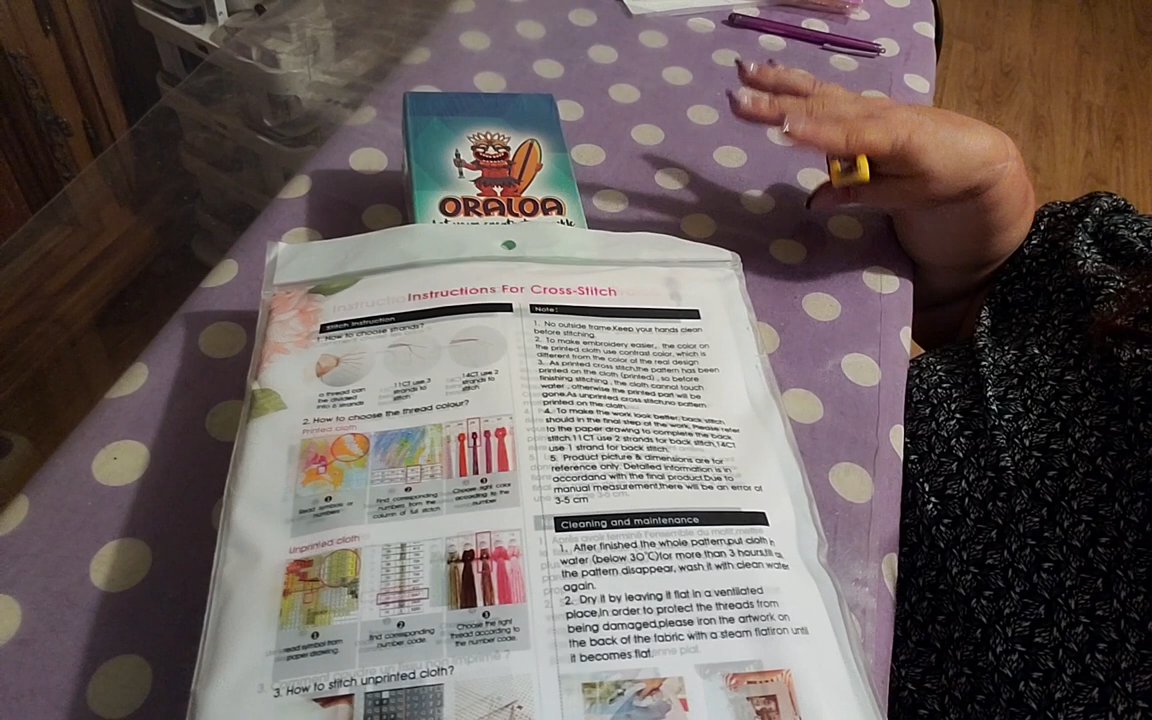 ORALOA
Instructions For Cross-Stitch
Stitch Instruction
1. How to choose strands?
a thread can
be divided
into 6 strands
11CT use 3
strands to
stitch
14CT use 2
strands to
stitch
2. How to choose the thread colour?
Printed cloth
1
Read symbols or
numbers
2
Find corresponding
numbers from the
column of full stitch
3
Choose right color
according to the
number
Unprinted cloth
1
read symbol from
paper drawing.
2
find corresponding
number code.
3
Choose the right
thread according to
the number code.
3. How to stitch unprinted cloth?
Note:
1. No outside frame.Keep your hands clean
before stitching.
2. To make embroidery easier, the color on
the printed cloth use contrast color, which is
different from the color of the real design
3. As printed cross stitch,the pattern has been
printed on the cloth (printed) , so before
finishing stitching , the cloth cannot touch
water , otherwise the printed part will be
gone.As unprinted cross stitch,no pattern
printed on the cloth.
4. To make the work look better, back stitch
should in the final step of the work. Please refer
to the paper drawing to complete the back
stitch.11CT use 2 strands for back stitch,14CT
use 1 strand for back stitch.
5. Product picture & dimensions are for
reference only. Detailed information is in
accordand with the final product.Due to
manual measurement,there will be an error of
3-5 cm
Cleaning and maintenance
1. After finished the whole pattern,put cloth
water (below 30℃)for more than 3 hours,
the pattern disappear, wash it with clean water
again.
2. Dry it by leaving it flat in a ventilated
place,in order to protect the threads from
being damaged,please iron the artwork on
the back of the fabric with a steam flatiron until
it becomes flat.